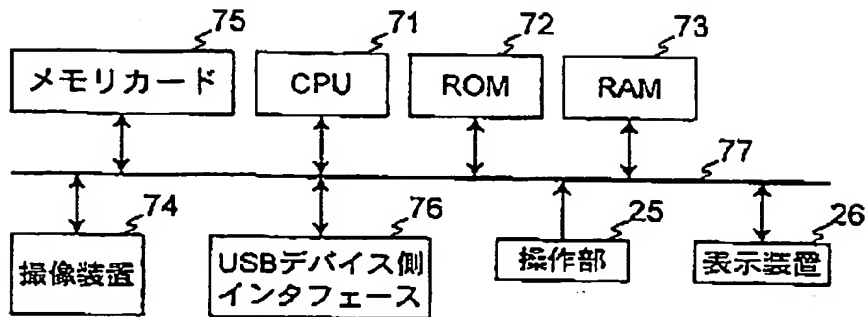 75
71
72
73
メモリカード
CPU
ROM
RAM
77
74
76
25
26
撮像装置
USBデバイス側
インタフェース
操作部
表示装置